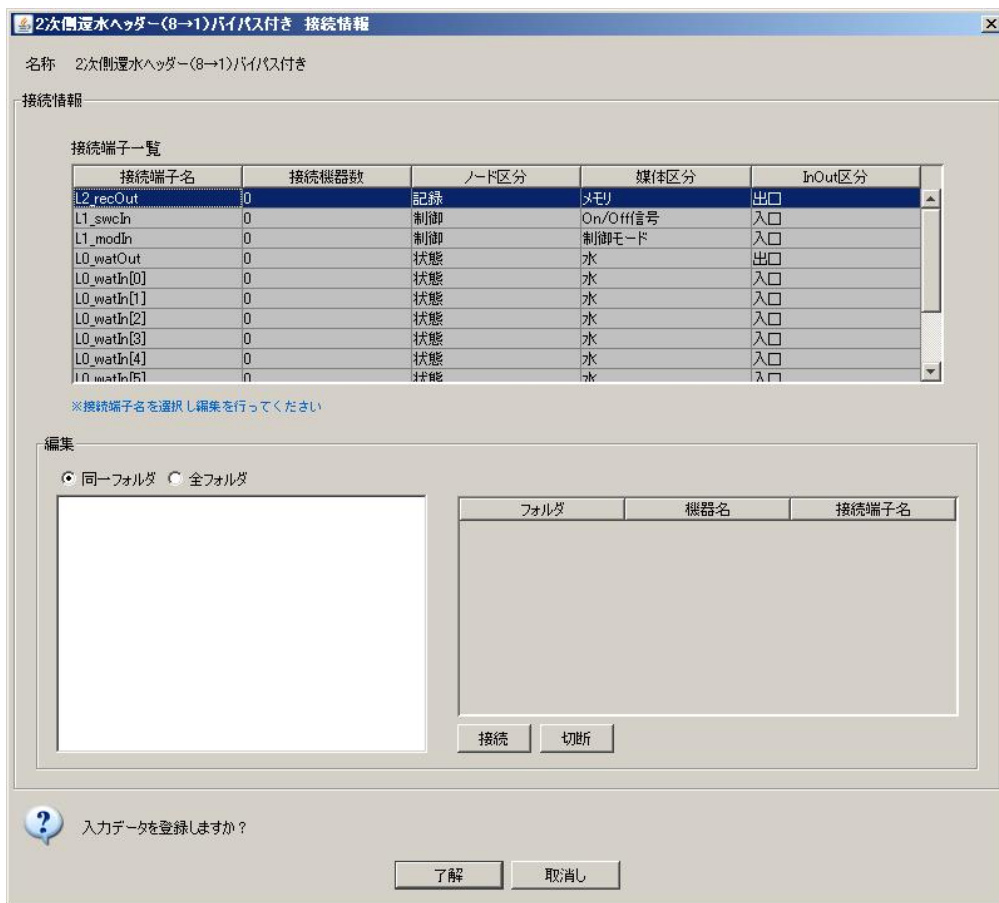 2次側還水ヘッダー(8→1)バイパス付き 接続情報
名称 2次側還水ヘッダー(8→1)バイパス付き
接続情報
接続端子一覧
接続端子名 接続機器数 ノード区分 媒体区分 InOut区分
L2_recOut 0 記録 メモリ 出口
L1_swcIn 0 制御 On/Off信号 入口
L1_modIn 0 制御 制御モード 入口
L0_watOut 0 状態 水 出口
L0_watIn[0] 0 状態 水 入口
L0_watIn[1] 0 状態 水 入口
L0_watIn[2] 0 状態 水 入口
L0_watIn[3] 0 状態 水 入口
L0_watIn[4] 0 状態 水 入口
L0_watIn[5] 0 状態 水 入口
※接続端子名を選択し編集を行ってください
編集
同一フォルダ 全フォルダ
フォルダ 機器名 接続端子名
接続 切断
入力データを登録しますか?
了解 取消し